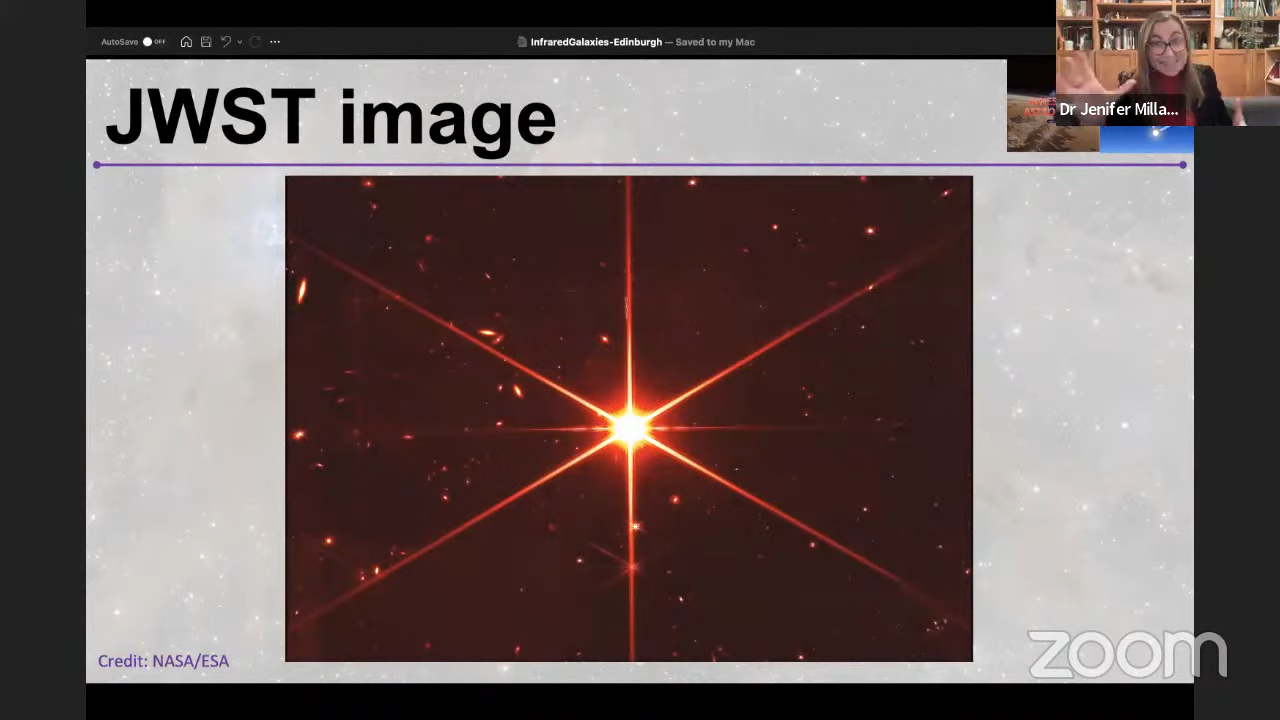 AutoSave OFF
InfraredGalaxies-Edinburgh — Saved to my Mac
JWST image
Dr Jenifer Milla...
Credit: NASA/ESA
zoom